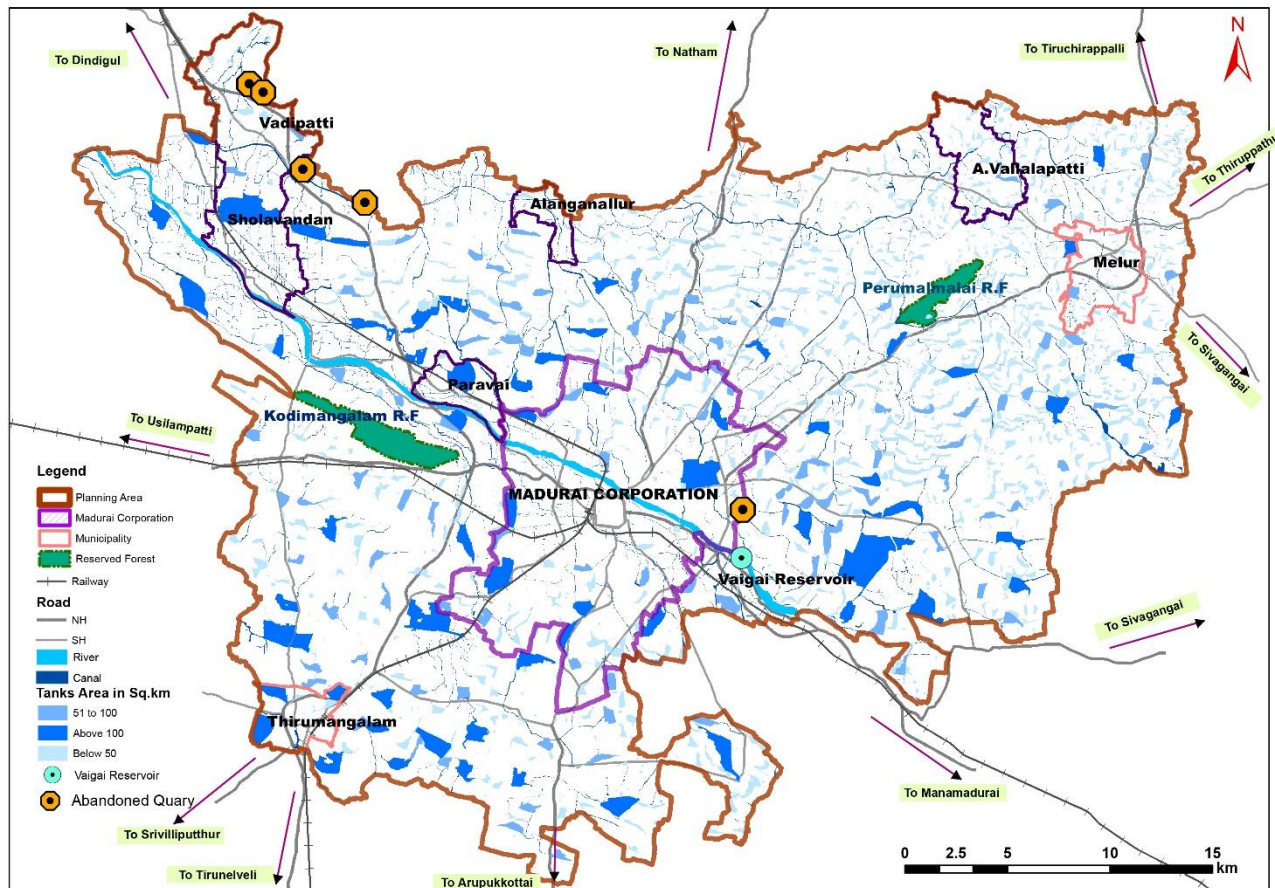 N
To Dindigul
To Natham
To Tiruchirappalli
Vadipatti
A.Vallalapatti
To Thiruppathur
Alanganallur
Sholavandan
Melur
Perumalmalai R.F
To Sivagangai
Paravai
Kodimangalam R.F
To Usilampatti
MADURAI CORPORATION
Vaigai Reservoir
To Sivagangai
Thirumangalam
To Manamadurai
To Srivilliputthur
To Tirunelveli
To Arupukkottai
Legend
Planning Area
Madurai Corporation
Municipality
Reserved Forest
Railway
Road
NH
SH
River
Canal
Tanks Area in Sq.km
51 to 100
Above 100
Below 50
Vaigai Reservoir
Abandoned Quary
0 2.5 5 10 15
km